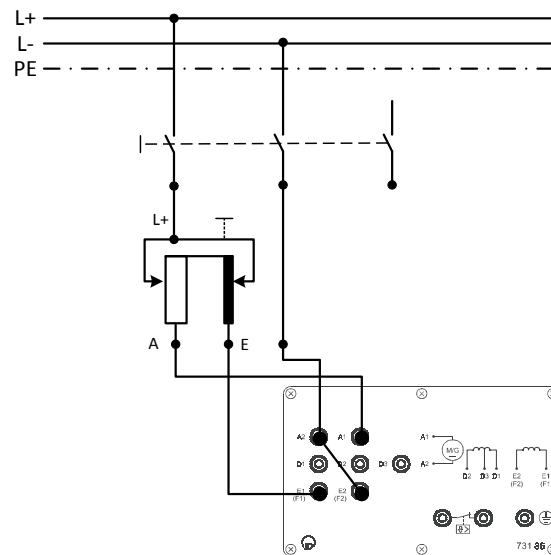 L+
L-
PE
L+
A E
A2 A1 A1
M/G
D1 D2 D3 A2
D2 D3 D1 E2 E1
(F2) (F1)
E1 E2
(F1) (F2)
731 86